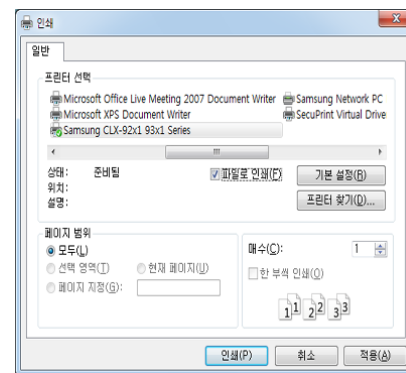 인쇄
일반
프린터 선택
Microsoft Office Live Meeting 2007 Document Writer
Samsung Network PC
Microsoft XPS Document Writer
SecuPrint Virtual Drive
Samsung CLX-92x1 93x1 Series
상태: 준비됨
파일로 인쇄(F)
기본 설정(R)
위치:
설명:
프린터 찾기(D)...
페이지 범위
모두(L)
매수(C): 1
선택 영역(T)
현재 페이지(U)
한 부씩 인쇄(O)
페이지 지정(G):
1 1 2 2 3 3
인쇄(P)
취소
적용(A)